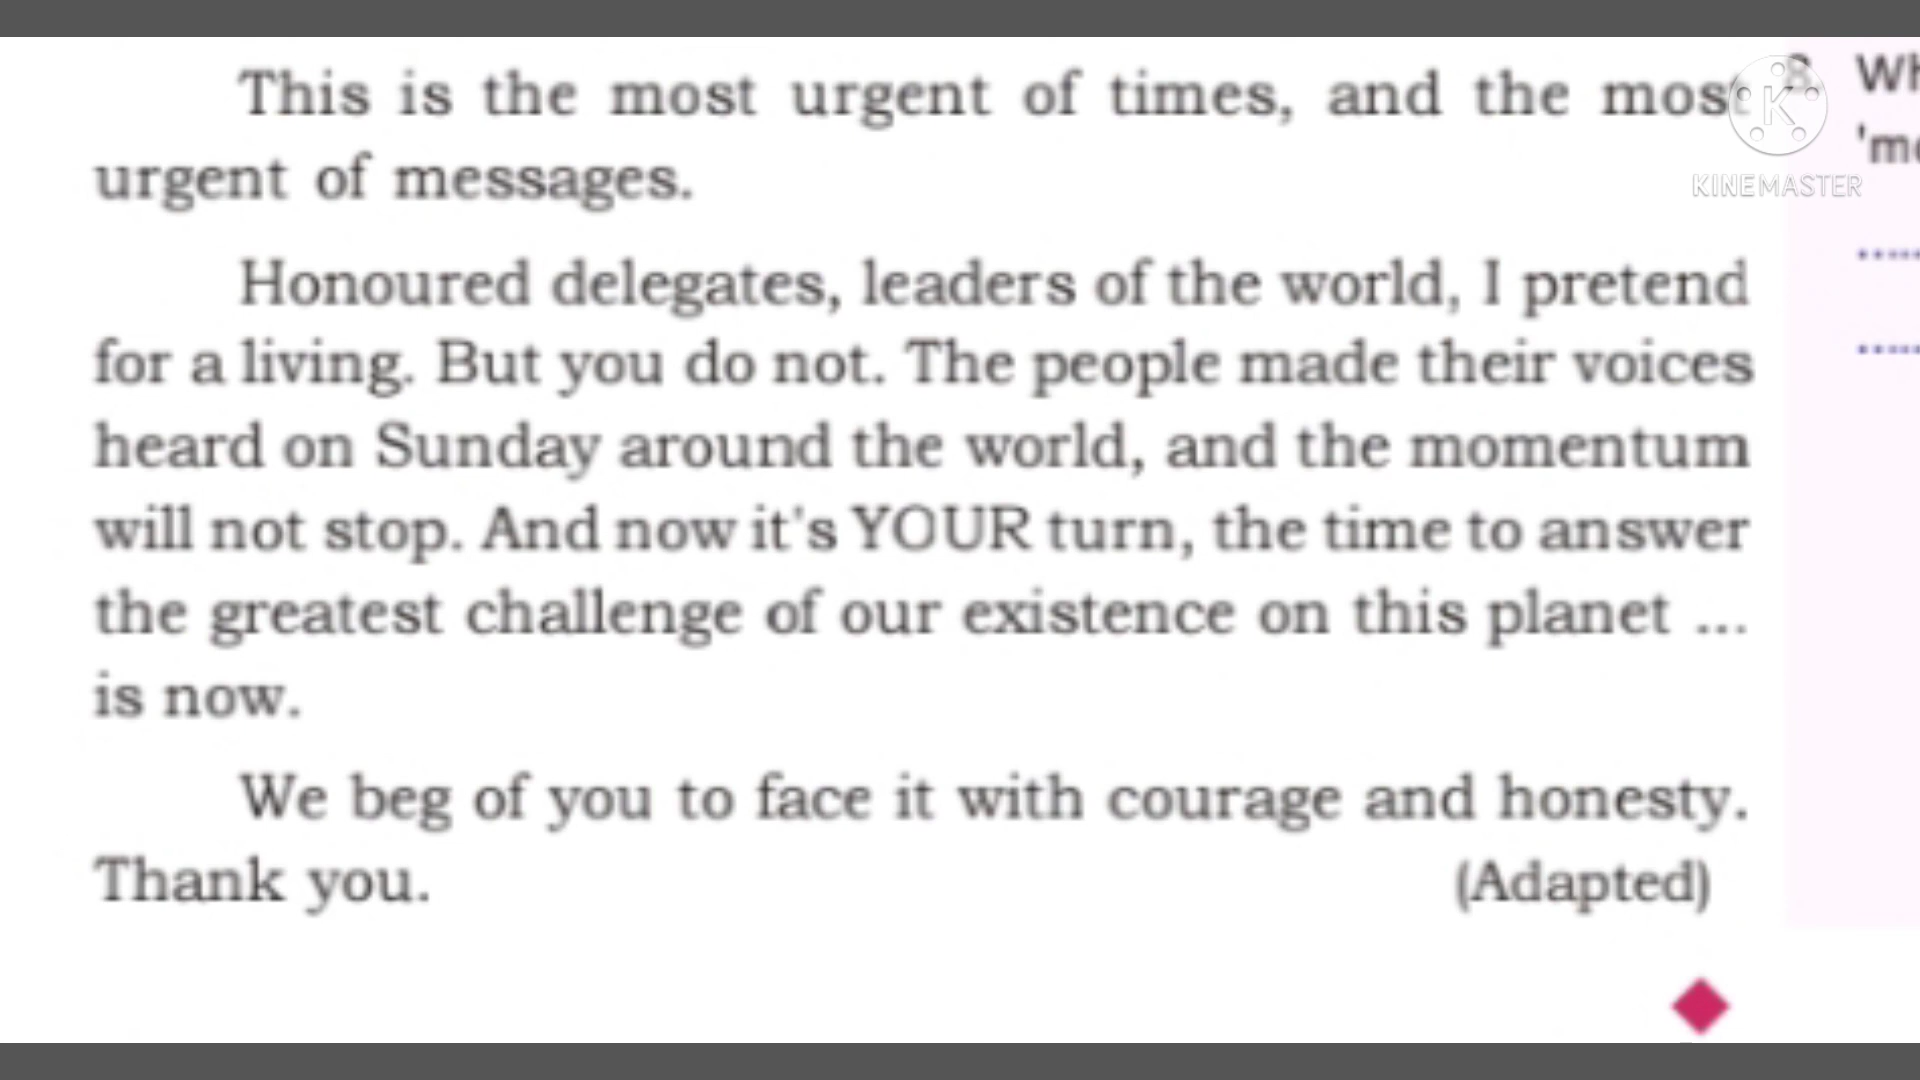 This is the most urgent of times, and the most
urgent of messages.
Honoured delegates, leaders of the world, I pretend
for a living. But you do not. The people made their voices
heard on Sunday around the world, and the momentum
will not stop. And now it's YOUR turn, the time to answer
the greatest challenge of our existence on this planet ...
is now.
We beg of you to face it with courage and honesty.
Thank you. (Adapted)
8.
K
KINEMASTER